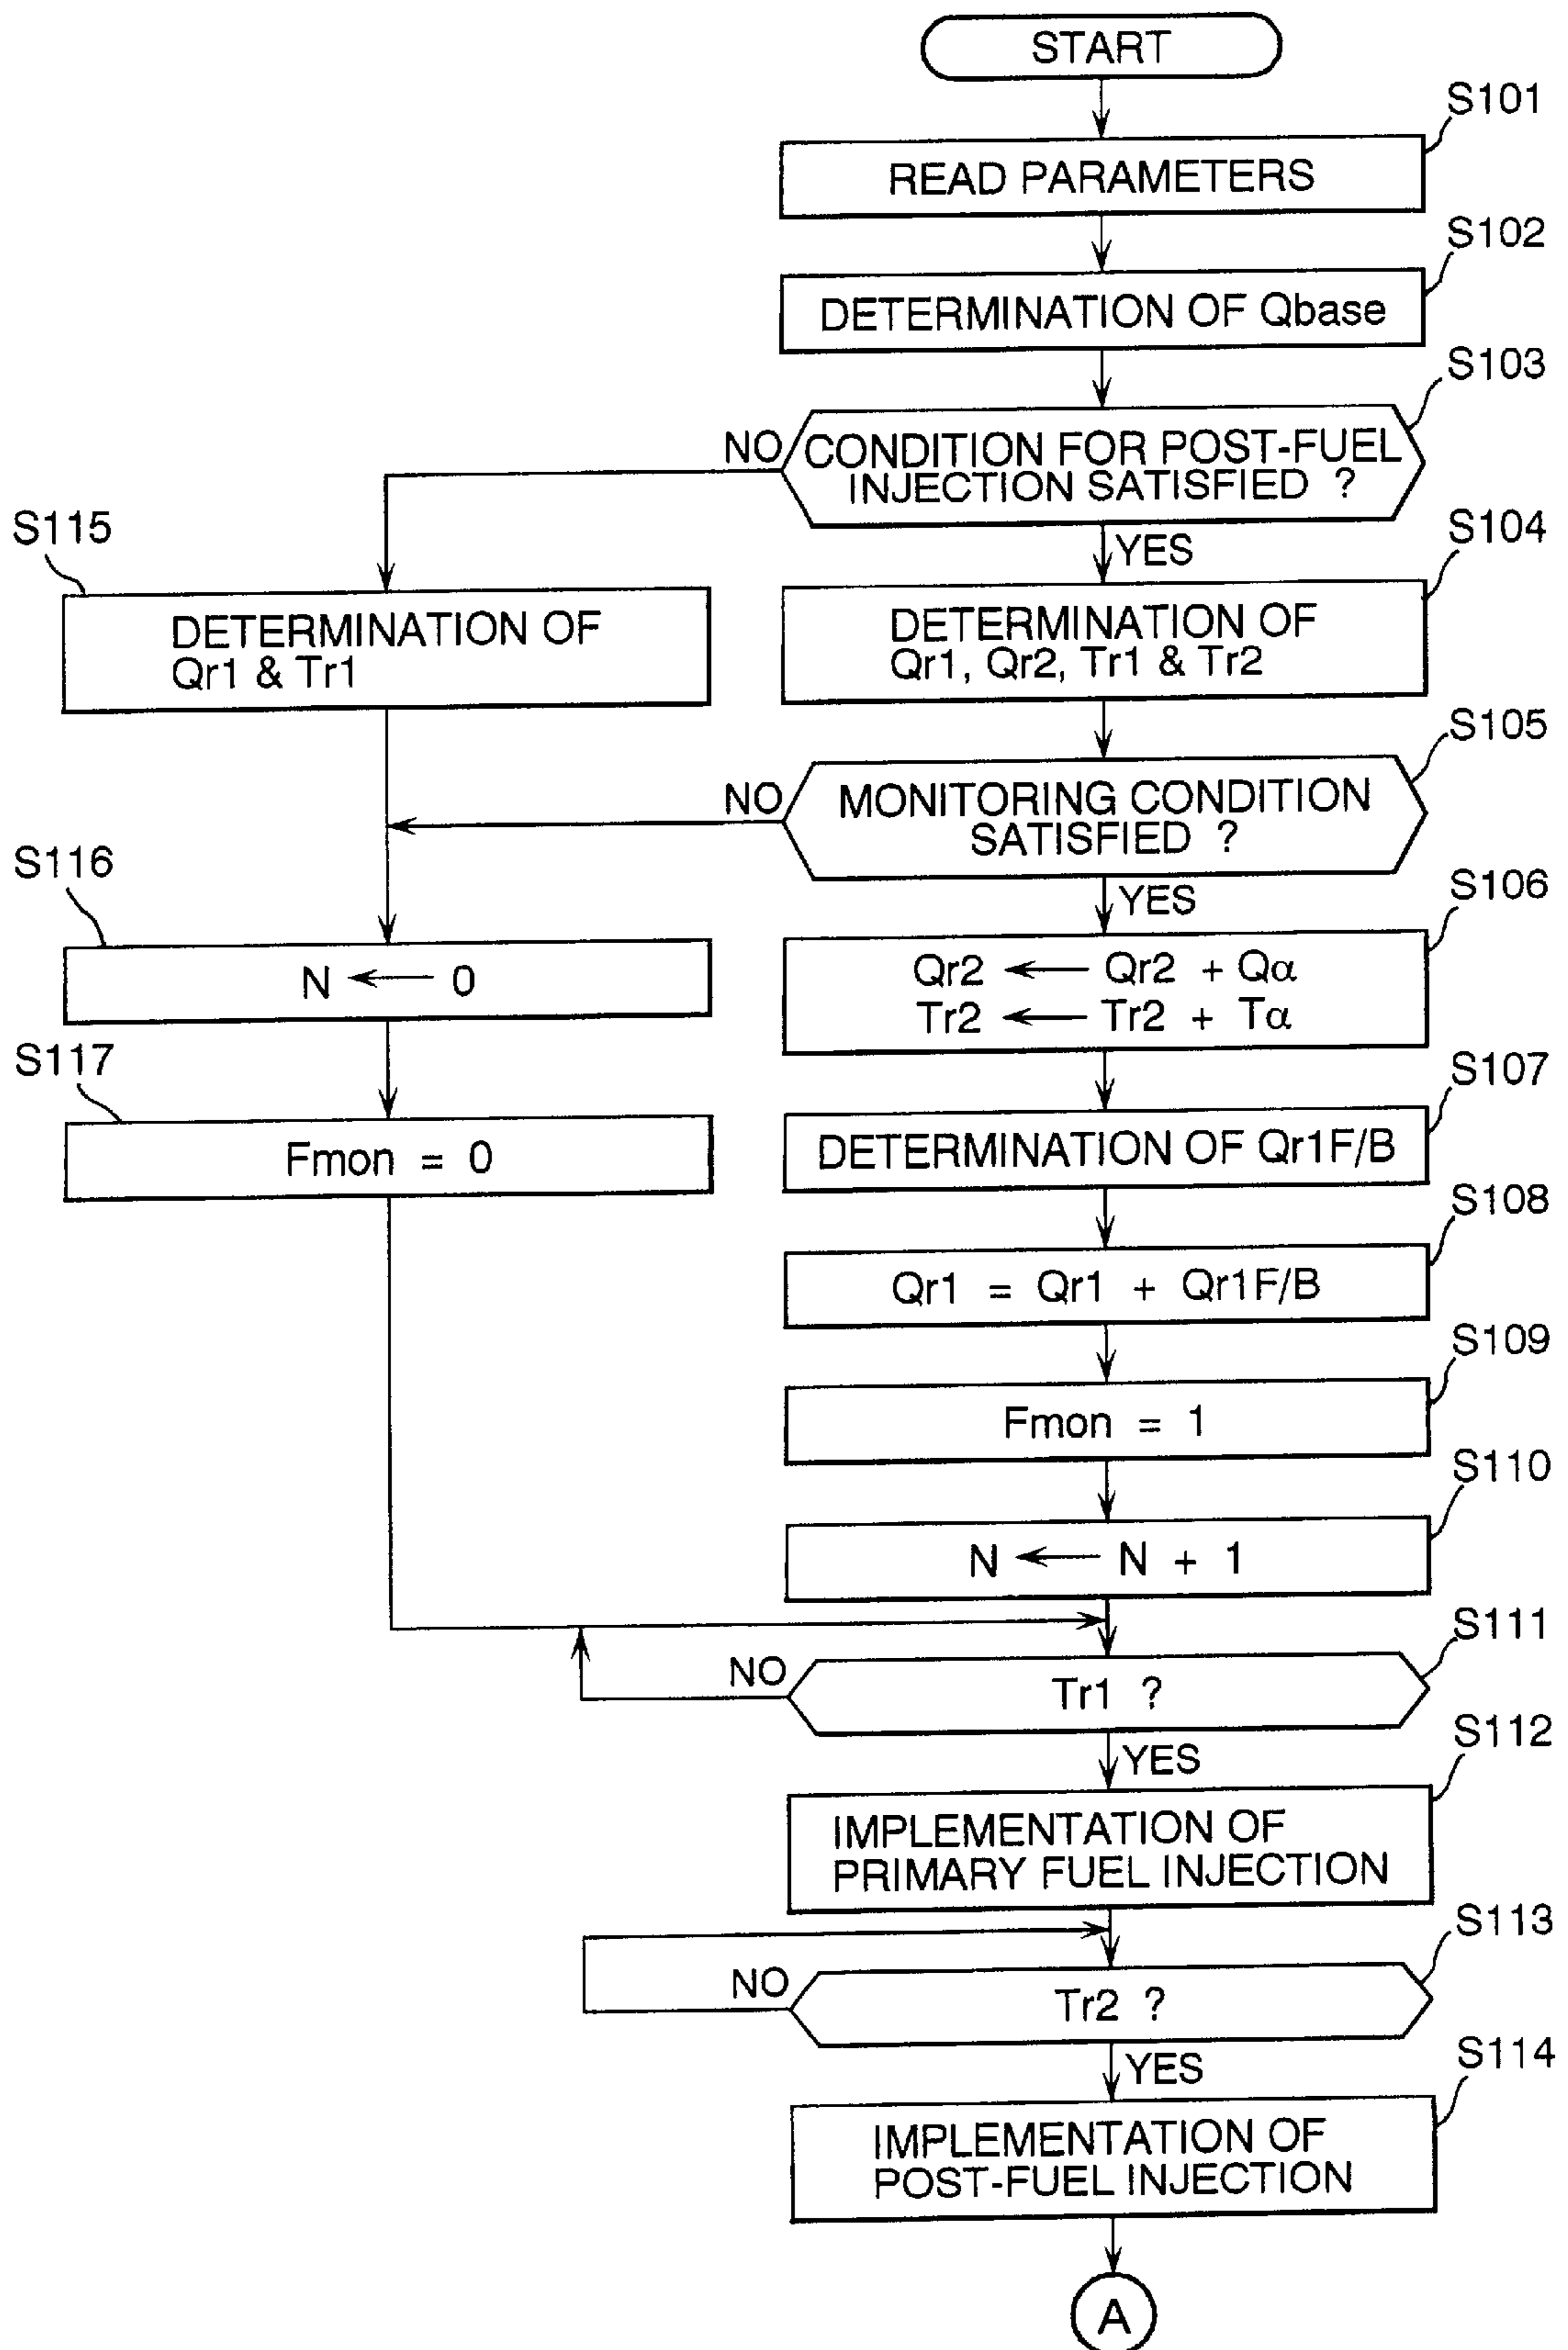 START
S101
READ PARAMETERS
S102
DETERMINATION OF Qbase
S103
NO
CONDITION FOR POST-FUEL
INJECTION SATISFIED ?
YES
S104
S115
DETERMINATION OF
Qr1 & Tr1
DETERMINATION OF
Qr1, Qr2, Tr1 & Tr2
S105
NO
MONITORING CONDITION
SATISFIED ?
YES
S116
S106
N ← 0
Qr2 ← Qr2 + Qα
Tr2 ← Tr2 + Tα
S117
S107
Fmon = 0
DETERMINATION OF Qr1F/B
S108
Qr1 = Qr1 + Qr1F/B
S109
Fmon = 1
S110
N ← N + 1
S111
NO
Tr1 ?
YES
S112
IMPLEMENTATION OF
PRIMARY FUEL INJECTION
S113
NO
Tr2 ?
YES
S114
IMPLEMENTATION OF
POST-FUEL INJECTION
A